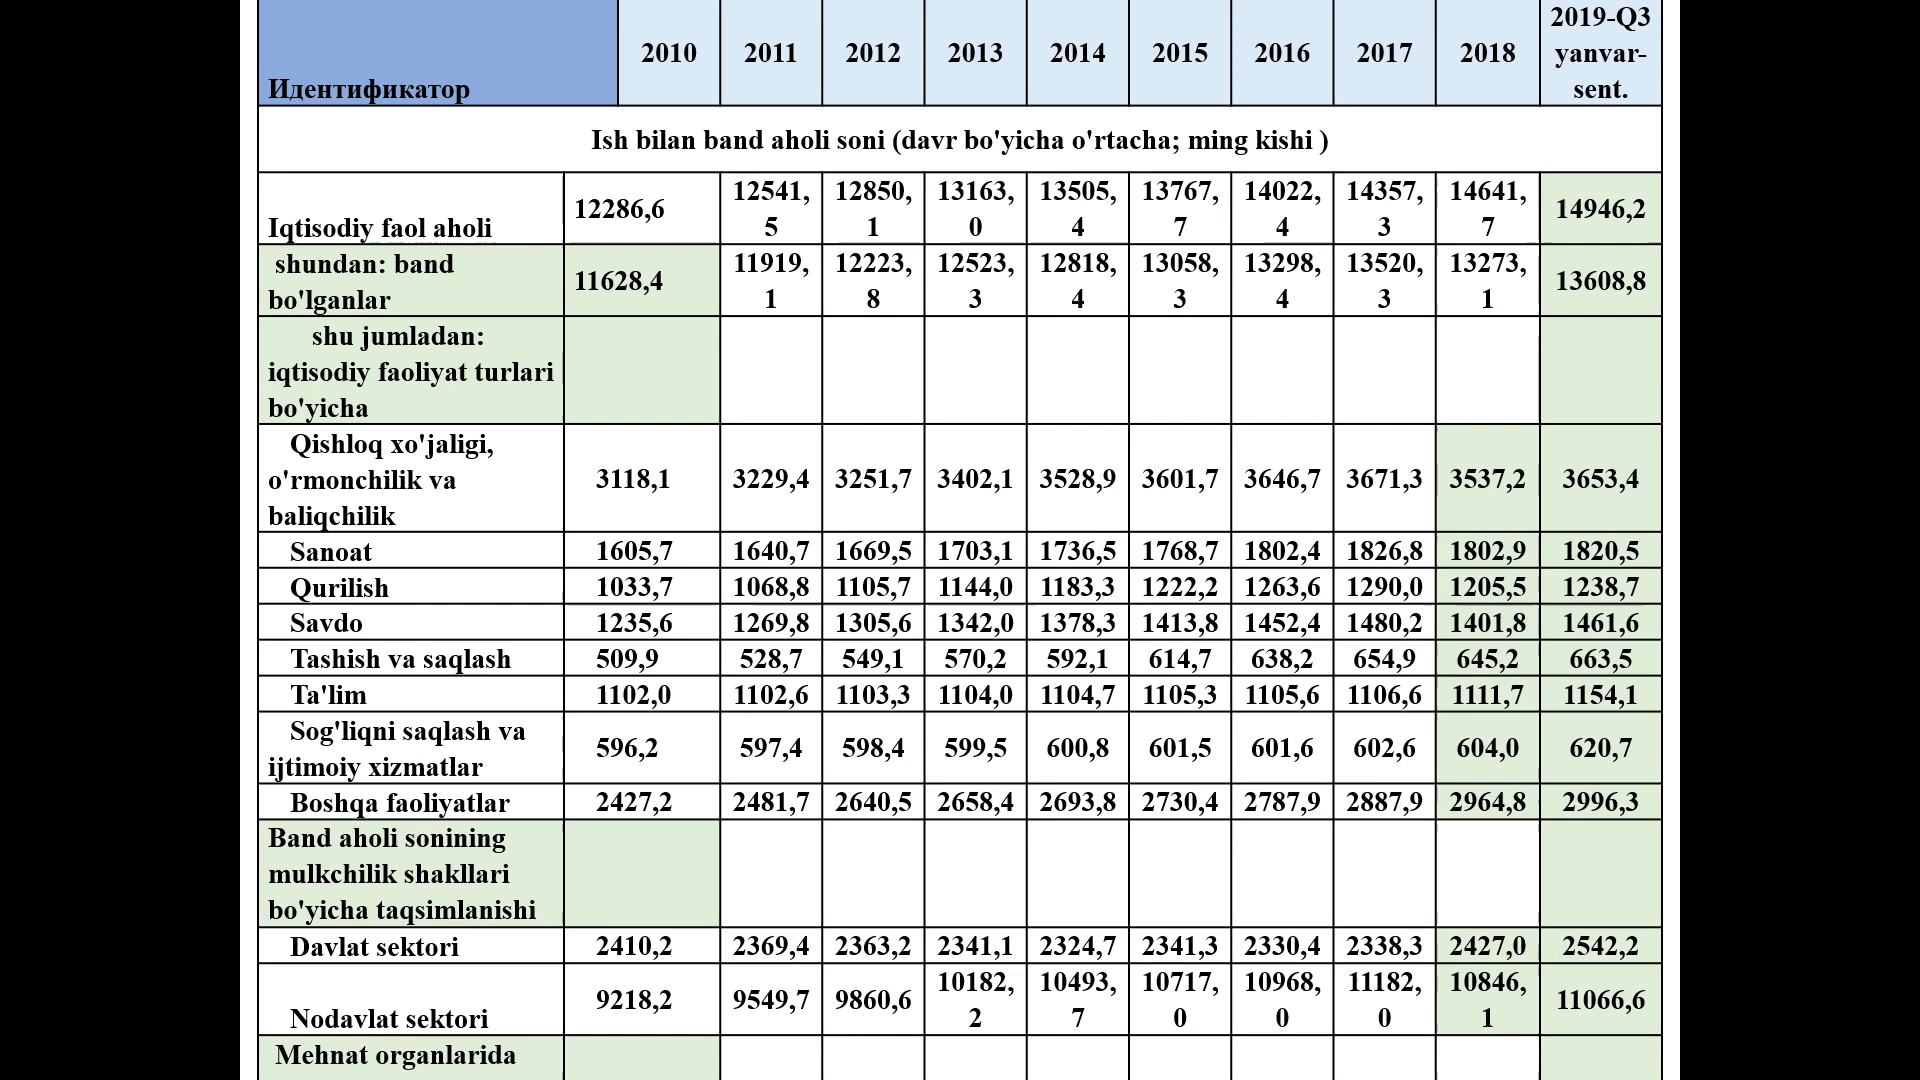 Идентификатор 2010 2011 2012 2013 2014 2015 2016 2017 2018 2019-Q3 yanvar-sent.
Ish bilan band aholi soni (davr bo'yicha o'rtacha; ming kishi )
Iqtisodiy faol aholi 12286,6 12541,5 12850,1 13163,0 13505,4 13767,7 14022,4 14357,3 14641,7 14946,2
shundan: band bo'lganlar 11628,4 11919,1 12223,8 12523,3 12818,4 13058,3 13298,4 13520,3 13273,1 13608,8
shu jumladan:
iqtisodiy faoliyat turlari
bo'yicha
Qishloq xo'jaligi,
o'rmonchilik va
baliqchilik 3118,1 3229,4 3251,7 3402,1 3528,9 3601,7 3646,7 3671,3 3537,2 3653,4
Sanoat 1605,7 1640,7 1669,5 1703,1 1736,5 1768,7 1802,4 1826,8 1802,9 1820,5
Qurilish 1033,7 1068,8 1105,7 1144,0 1183,3 1222,2 1263,6 1290,0 1205,5 1238,7
Savdo 1235,6 1269,8 1305,6 1342,0 1378,3 1413,8 1452,4 1480,2 1401,8 1461,6
Tashish va saqlash 509,9 528,7 549,1 570,2 592,1 614,7 638,2 654,9 645,2 663,5
Ta'lim 1102,0 1102,6 1103,3 1104,0 1104,7 1105,3 1105,6 1106,6 1111,7 1154,1
Sog'liqni saqlash va
ijtimoiy xizmatlar 596,2 597,4 598,4 599,5 600,8 601,5 601,6 602,6 604,0 620,7
Boshqa faoliyatlar 2427,2 2481,7 2640,5 2658,4 2693,8 2730,4 2787,9 2887,9 2964,8 2996,3
Band aholi sonining
mulkchilik shakllari
bo'yicha taqsimlanishi
Davlat sektori 2410,2 2369,4 2363,2 2341,1 2324,7 2341,3 2330,4 2338,3 2427,0 2542,2
Nodavlat sektori 9218,2 9549,7 9860,6 10182,2 10493,7 10717,0 10968,0 11182,0 10846,1 11066,6
Mehnat organlarida